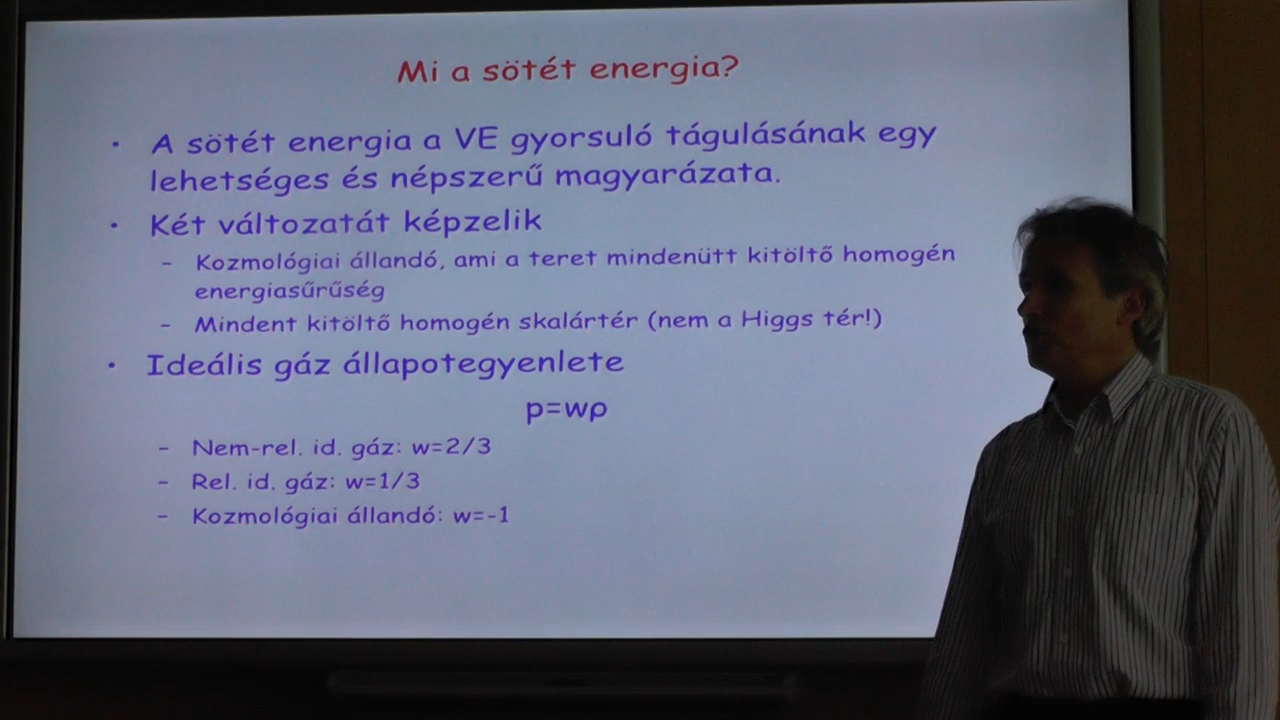 Mi a sötét energia?
• A sötét energia a VE gyorsuló tágulásának egy
lehetséges és népszerű magyarázata.
• Két változatát képzelik
– Kozmológiai állandó, ami a teret mindenütt kitöltő homogén
energiasűrűség
– Mindent kitöltő homogén skalártér (nem a Higgs tér!)
• Ideális gáz állapotegyenlete
p=wρ
– Nem-rel. id. gáz: w=2/3
– Rel. id. gáz: w=1/3
– Kozmológiai állandó: w=-1